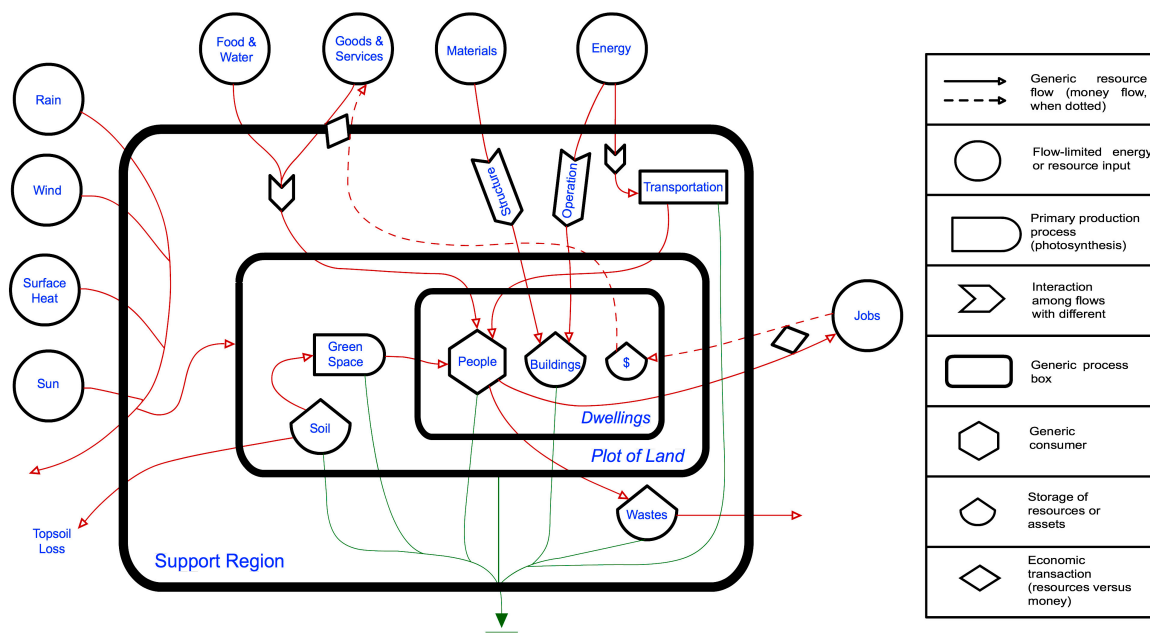 Food &
Water
Goods &
Services
Materials
Energy
Rain
Wind
Surface
Heat
Sun
Structure
Operation
Transportation
Jobs
Green
Space
People
Buildings
$
Soil
Dwellings
Plot of Land
Wastes
Topsoil
Loss
Support Region
Generic resource
flow (money flow,
when dotted)
Flow-limited energy
or resource input
Primary production
process
(photosynthesis)
Interaction
among flows
with different
Generic process
box
Generic
consumer
Storage of
resources or
assets
Economic
transaction
(resources versus
money)